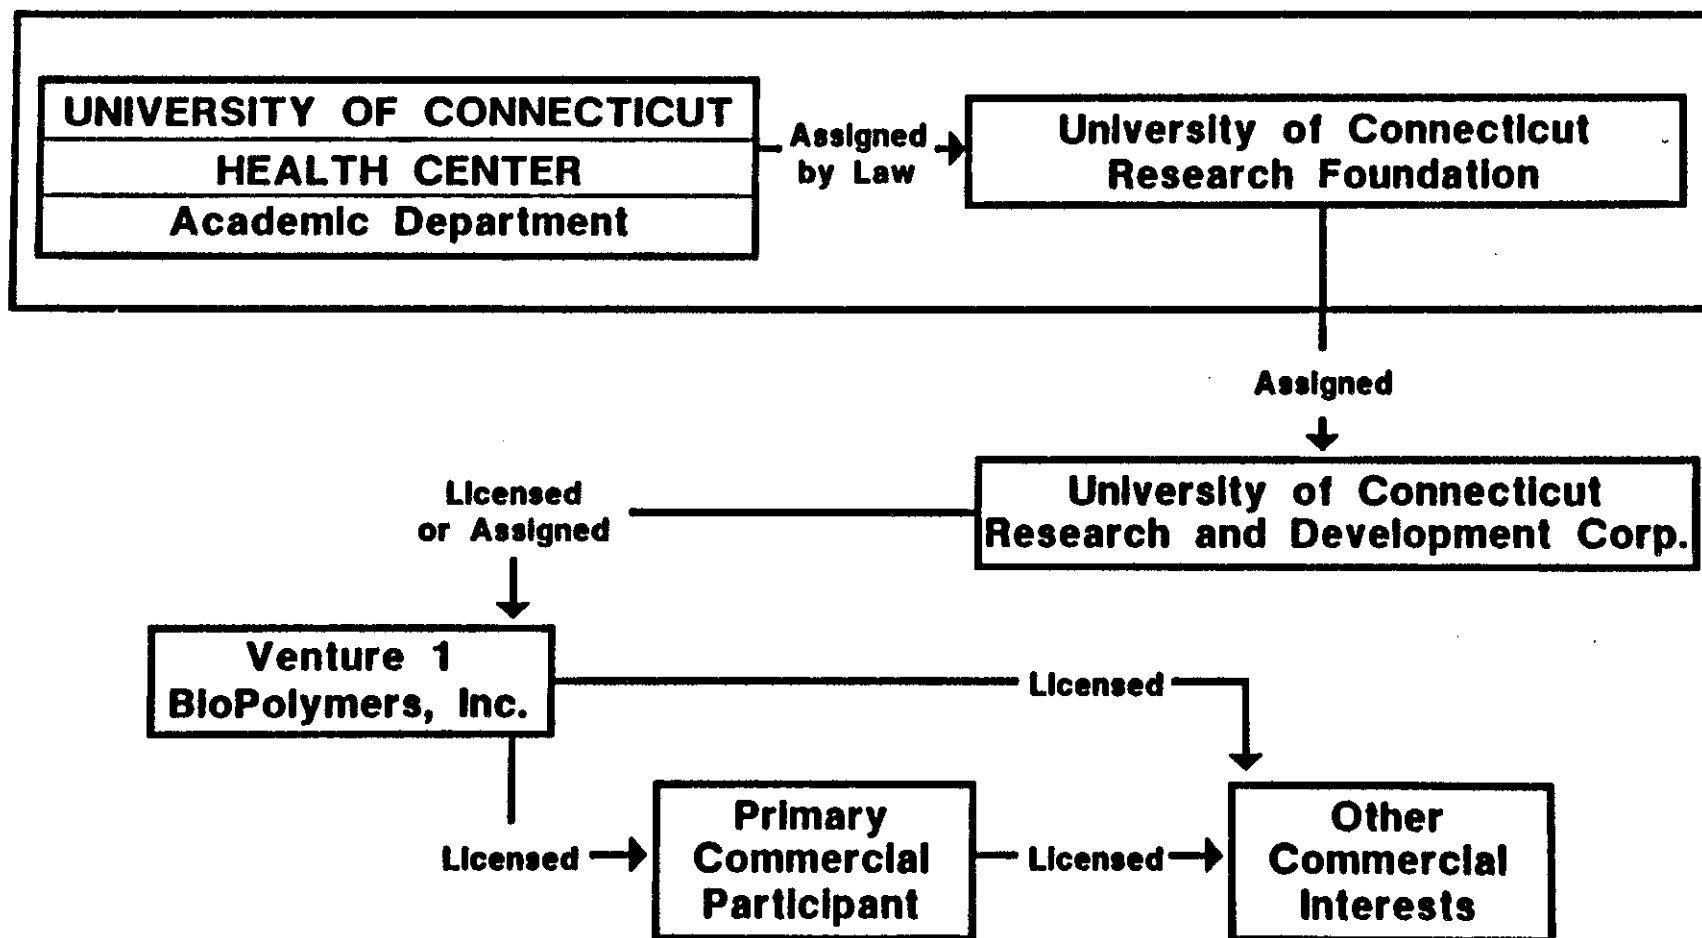 UNIVERSITY OF CONNECTICUT
HEALTH CENTER
Academic Department
Assigned
by Law
University of Connecticut
Research Foundation
Assigned
University of Connecticut
Research and Development Corp.
Licensed
or Assigned
Venture 1
BioPolymers, Inc.
Licensed
Licensed
Primary
Commercial
Participant
Licensed
Other
Commercial
Interests